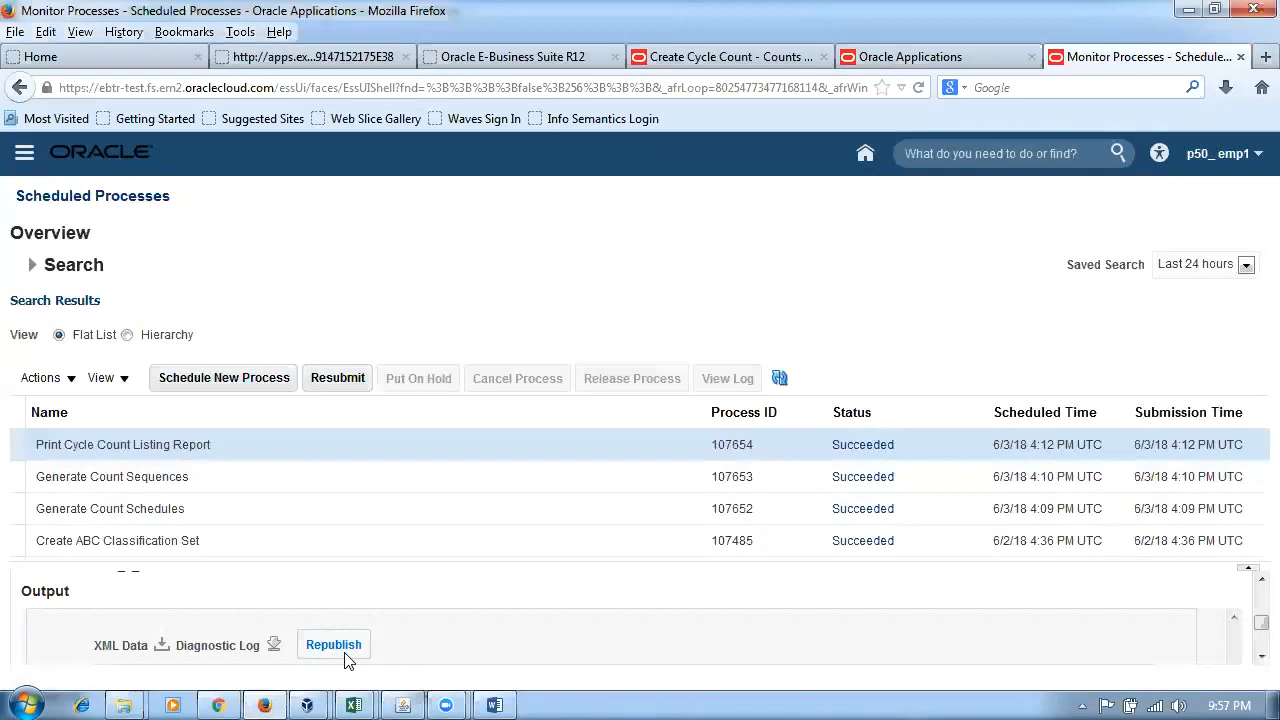 Monitor Processes - Scheduled Processes - Oracle Applications - Mozilla Firefox
File Edit View History Bookmarks Tools Help
Home http://apps.ex...9147152175E38 Oracle E-Business Suite R12 Create Cycle Count - Counts ... Oracle Applications Monitor Processes - Schedule...
https://ebtr-test.fs.em2.oraclecloud.com/essUi/faces/EssUIShell?fnd=%3B%3B%3B%3Bfalse%3B256%3B%3B%3B&_afrLoop=80254773477168114&_afrWin Google
Most Visited Getting Started Suggested Sites Web Slice Gallery Waves Sign In Info Semantics Login
ORACLE What do you need to do or find? p50_ emp1
Scheduled Processes
Overview
Search Saved Search Last 24 hours
Search Results
View Flat List Hierarchy
Actions View Schedule New Process Resubmit Put On Hold Cancel Process Release Process View Log
Name Process ID Status Scheduled Time Submission Time
Print Cycle Count Listing Report 107654 Succeeded 6/3/18 4:12 PM UTC 6/3/18 4:12 PM UTC
Generate Count Sequences 107653 Succeeded 6/3/18 4:10 PM UTC 6/3/18 4:10 PM UTC
Generate Count Schedules 107652 Succeeded 6/3/18 4:09 PM UTC 6/3/18 4:09 PM UTC
Create ABC Classification Set 107485 Succeeded 6/2/18 4:36 PM UTC 6/2/18 4:36 PM UTC
Output
XML Data Diagnostic Log Republish
9:57 PM